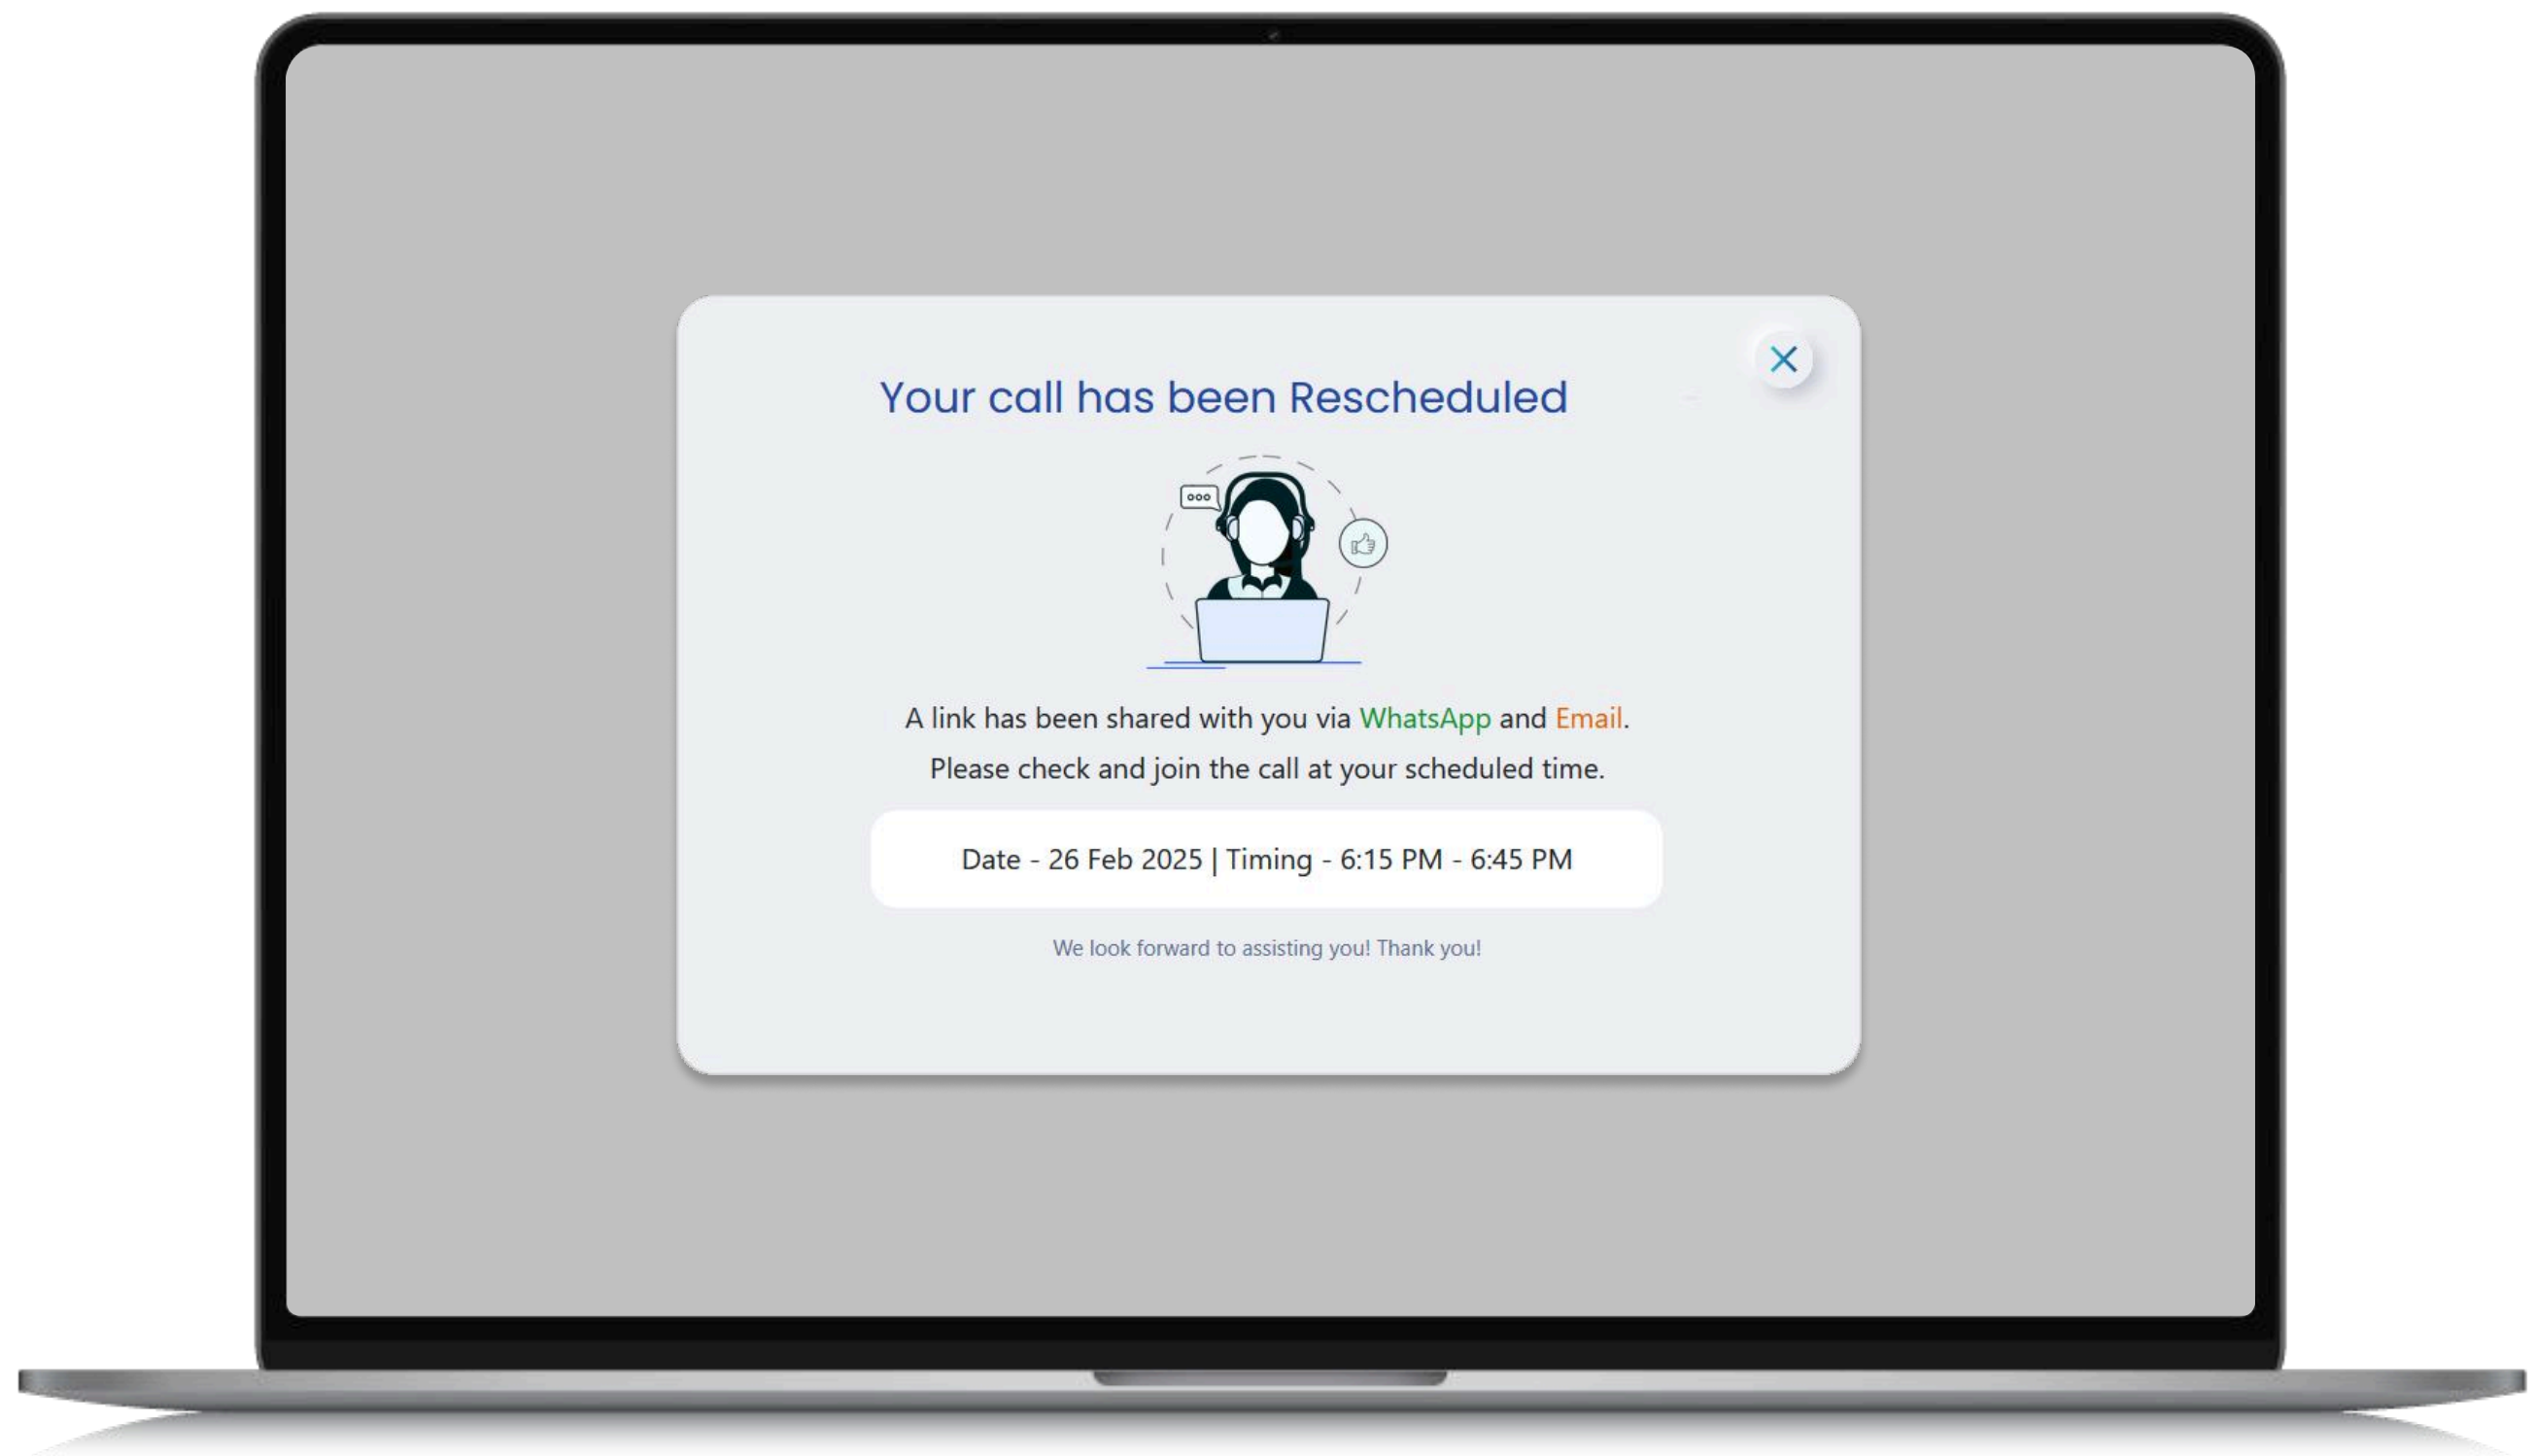 Your call has been Rescheduled
A link has been shared with you via WhatsApp and Email.
Please check and join the call at your scheduled time.
Date - 26 Feb 2025 | Timing - 6:15 PM - 6:45 PM
We look forward to assisting you! Thank you!